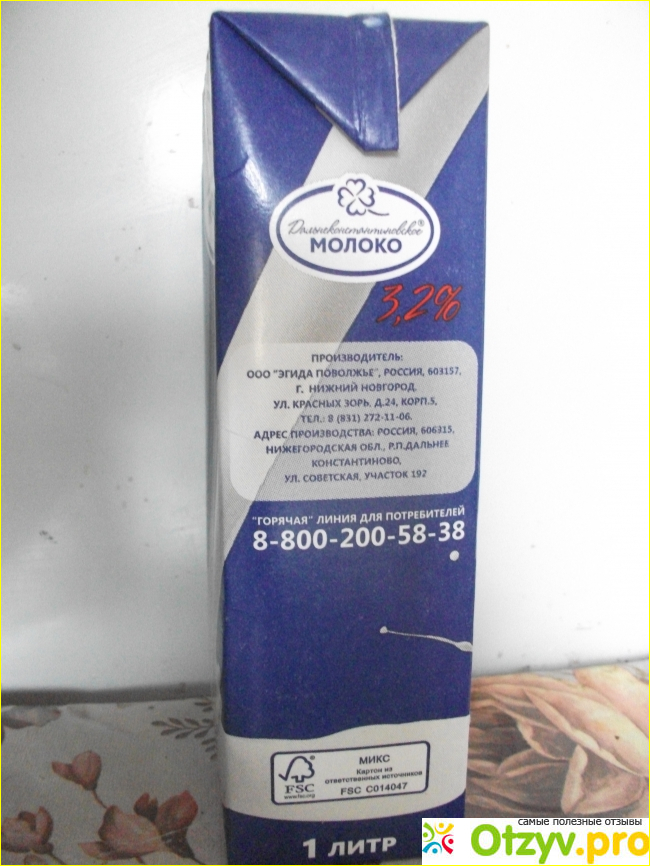 Дальнеконстантиновское®
МОЛОКО
3,2%
ПРОИЗВОДИТЕЛЬ:
ООО "ЭГИДА ПОВОЛЖЬЕ", РОССИЯ, 603157,
Г. НИЖНИЙ НОВГОРОД,
УЛ. КРАСНЫХ ЗОРЬ, Д.24, КОРП.5,
ТЕЛ.: 8 (831) 272-11-06.
АДРЕС ПРОИЗВОДСТВА: РОССИЯ, 606315,
НИЖЕГОРОДСКАЯ ОБЛ., Р.П.ДАЛЬНЕЕ
КОНСТАНТИНОВО,
УЛ. СОВЕТСКАЯ, УЧАСТОК 192
"ГОРЯЧАЯ" ЛИНИЯ ДЛЯ ПОТРЕБИТЕЛЕЙ
8-800-200-58-38
FSC
www.fsc.org
МИКС
Картон из
ответственных источников
FSC C014047
1 ЛИТР
самые полезные отзывы
Otzyv.pro